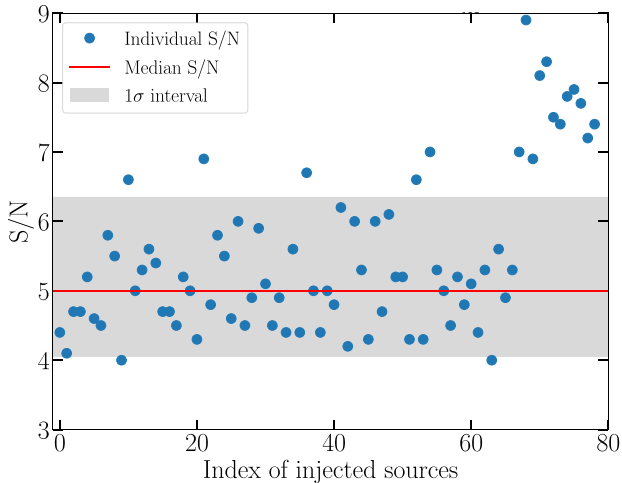 9
8
7
6
5
4
3
S/N
Individual S/N
Median S/N
1σ interval
0 20 40 60 80
Index of injected sources